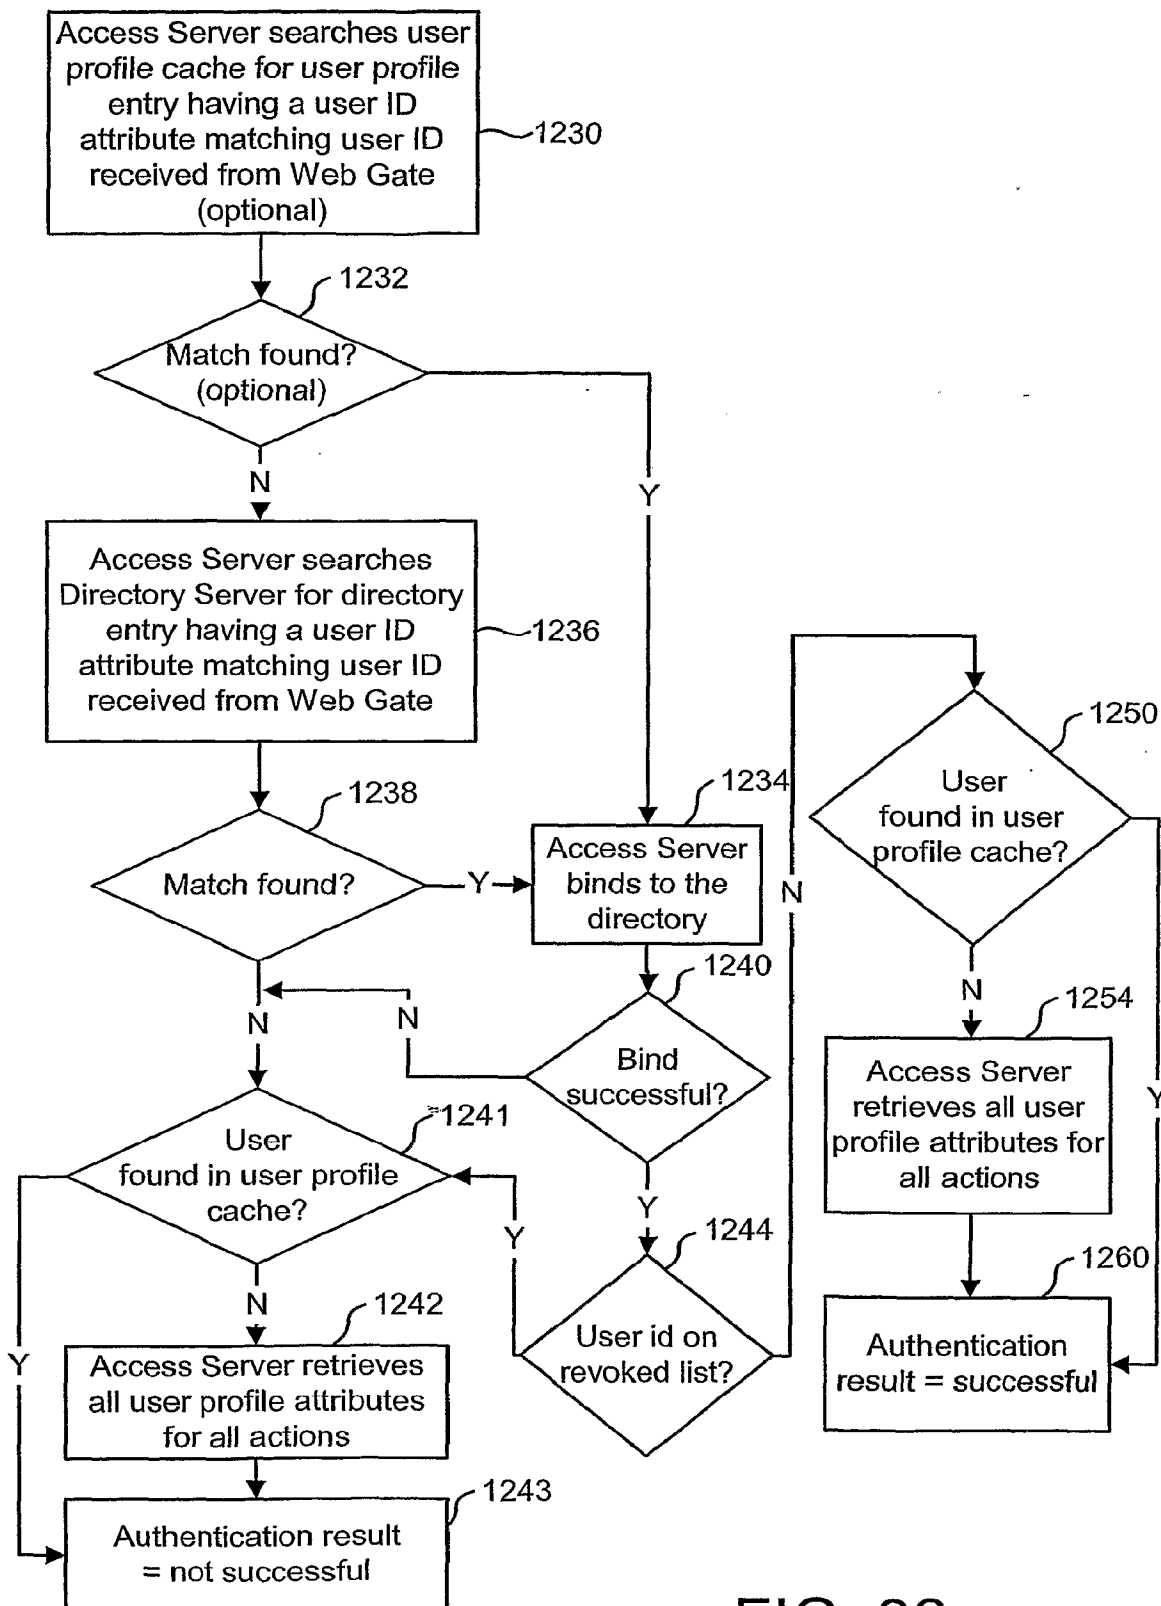 Access Server searches user
profile cache for user profile
entry having a user ID
attribute matching user ID
received from Web Gate
(optional)
1230
1232
Match found?
(optional)
N
Y
Access Server searches
Directory Server for directory
entry having a user ID
attribute matching user ID
received from Web Gate
1236
1238
Match found?
Y
1234
Access Server
binds to the
directory
1250
User
found in user
profile cache?
N
N
N
N
1240
Bind
successful?
1254
Access Server
retrieves all user
profile attributes for
all actions
Y
1241
User
found in user profile
cache?
Y
Y
1244
User id on
revoked list?
1260
Authentication
result = successful
N
Y
1242
Access Server retrieves
all user profile attributes
for all actions
1243
Authentication result
= not successful